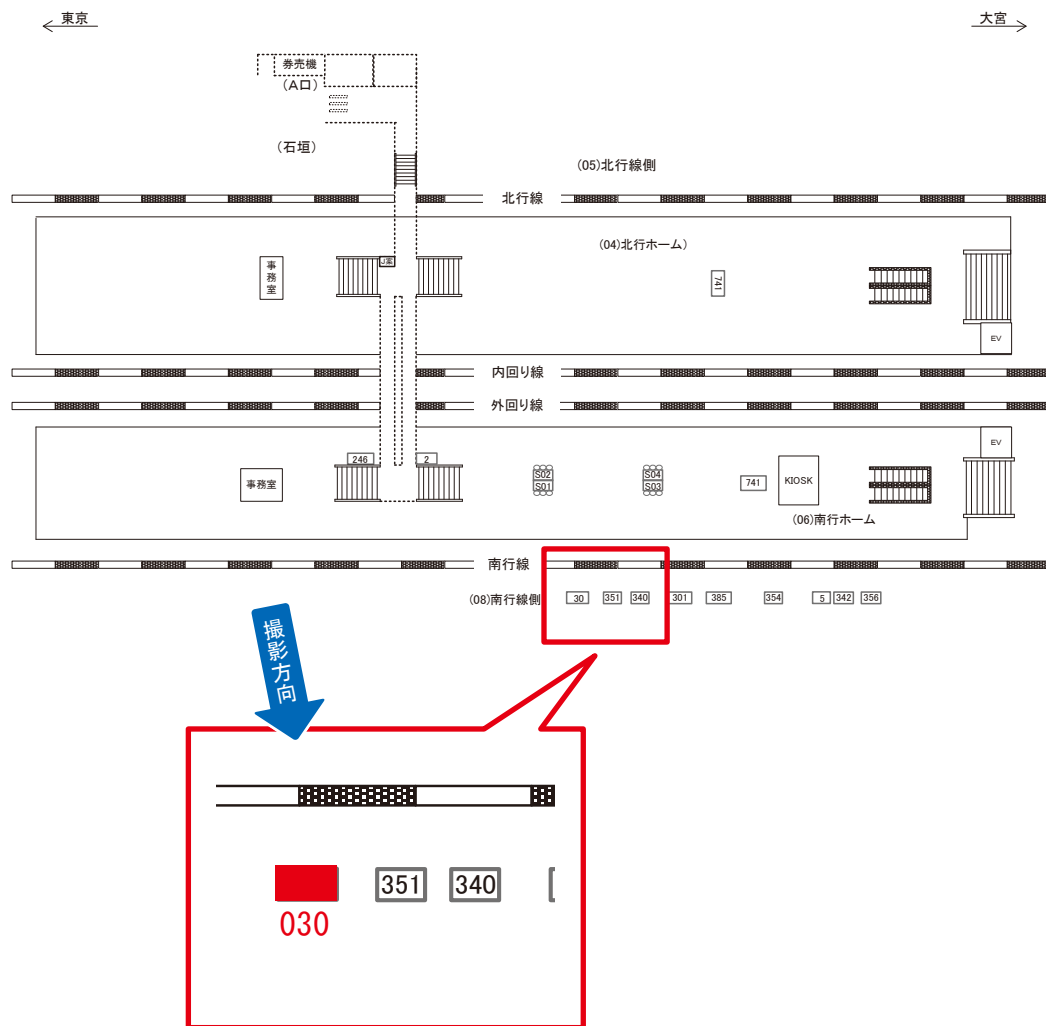 東京
大宮
券売機
(A口)
(石垣)
(05)北行線側
北行線
(04)北行ホーム)
事務室
741
EV
内回り線
外回り線
EV
246
2
S02
S01
S04
S03
741
KIOSK
事務室
(06)南行ホーム
南行線
(08)南行線側
30
351
340
301
385
354
5
342
356
撮影方向
351
340
030